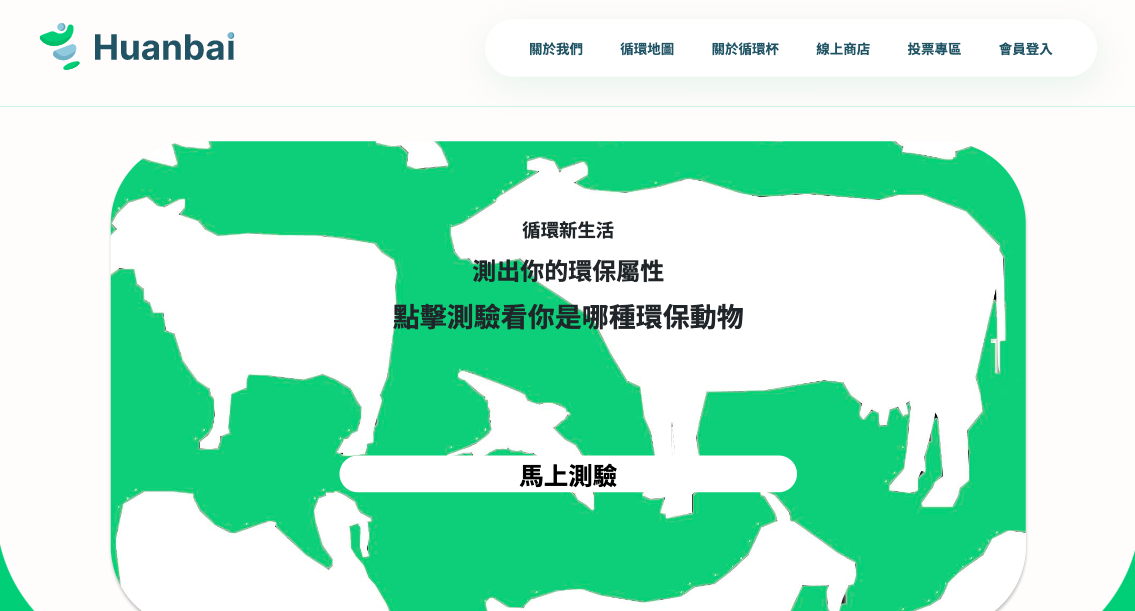 Huanbai
關於我們 循環地圖 關於循環杯 線上商店 投票專區 會員登入
循環新生活
測出你的環保屬性
點擊測驗看你是哪種環保動物
馬上測驗